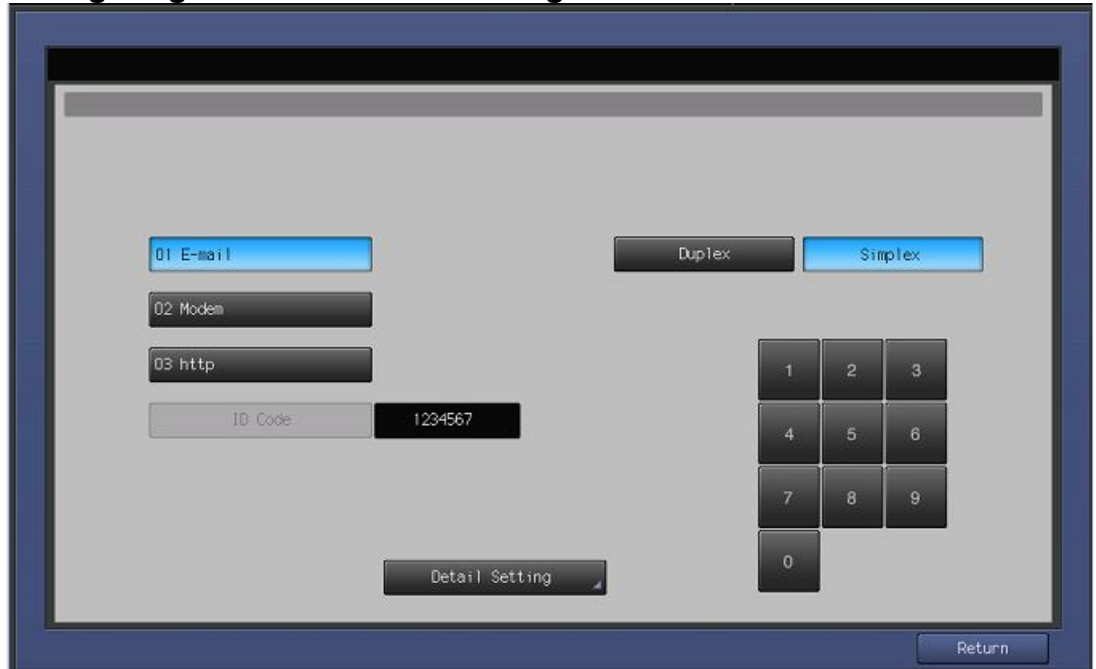 01 E-mail
Duplex
Simplex
02 Modem
03 http
1 2 3
ID Code
1234567
4 5 6
7 8 9
0
Detail Setting
Return